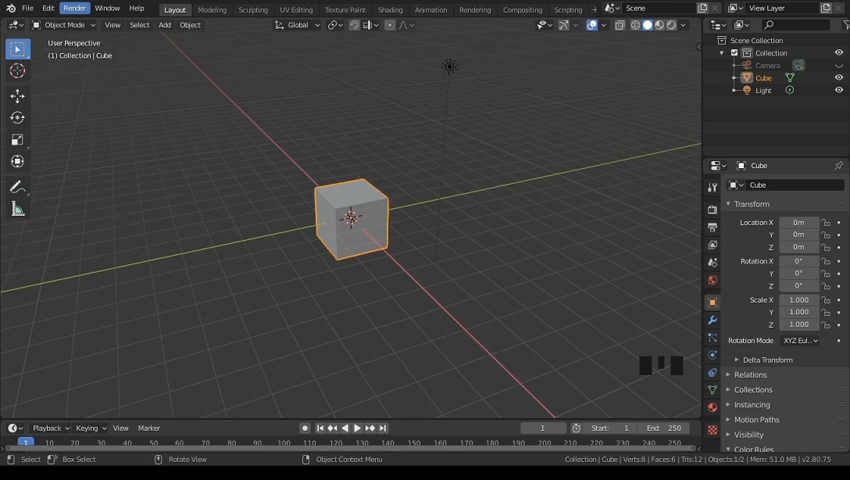 File Edit Render Window Help Layout Modeling Sculpting UV Editing Texture Paint Shading Animation Rendering Compositing Scripting + Scene View Layer
Object Mode View Select Add Object Global
User Perspective
(1) Collection | Cube
Scene Collection
Collection
Camera
Cube
Light
Cube
Cube
Transform
Location X 0m
Y 0m
Z 0m
Rotation X 0°
Y 0°
Z 0°
Scale X 1.000
Y 1.000
Z 1.000
Rotation Mode XYZ Eul..
Delta Transform
Relations
Collections
Instancing
Motion Paths
Visibility
Color Rules
Playback Keying View Marker 1 Start: 1 End: 250
1 10 20 30 40 50 60 70 80 90 100 110 120 130 140 150 160 170 180 190 200 210 220 230 240 250
Select Box Select Rotate View Object Context Menu Collection | Cube | Verts:8 | Faces:6 | Tris:12 | Objects:1/2 | Mem: 51.0 MB | v2.80.75